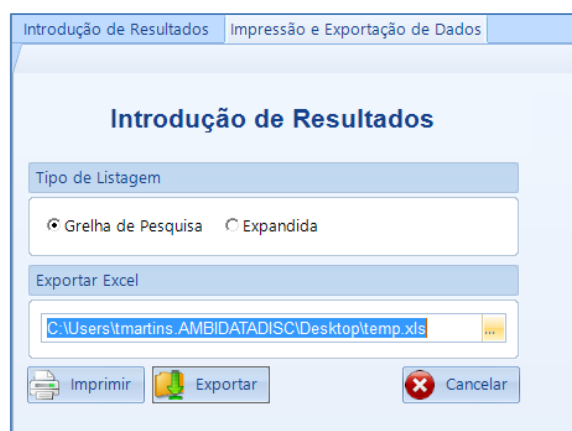 Introdução de Resultados Impressão e Exportação de Dados
Introdução de Resultados
Tipo de Listagem
Grelha de Pesquisa Expandida
Exportar Excel
C:\Users\tmartins.AMBIDATADISC\Desktop\temp.xls ...
Imprimir Exportar Cancelar